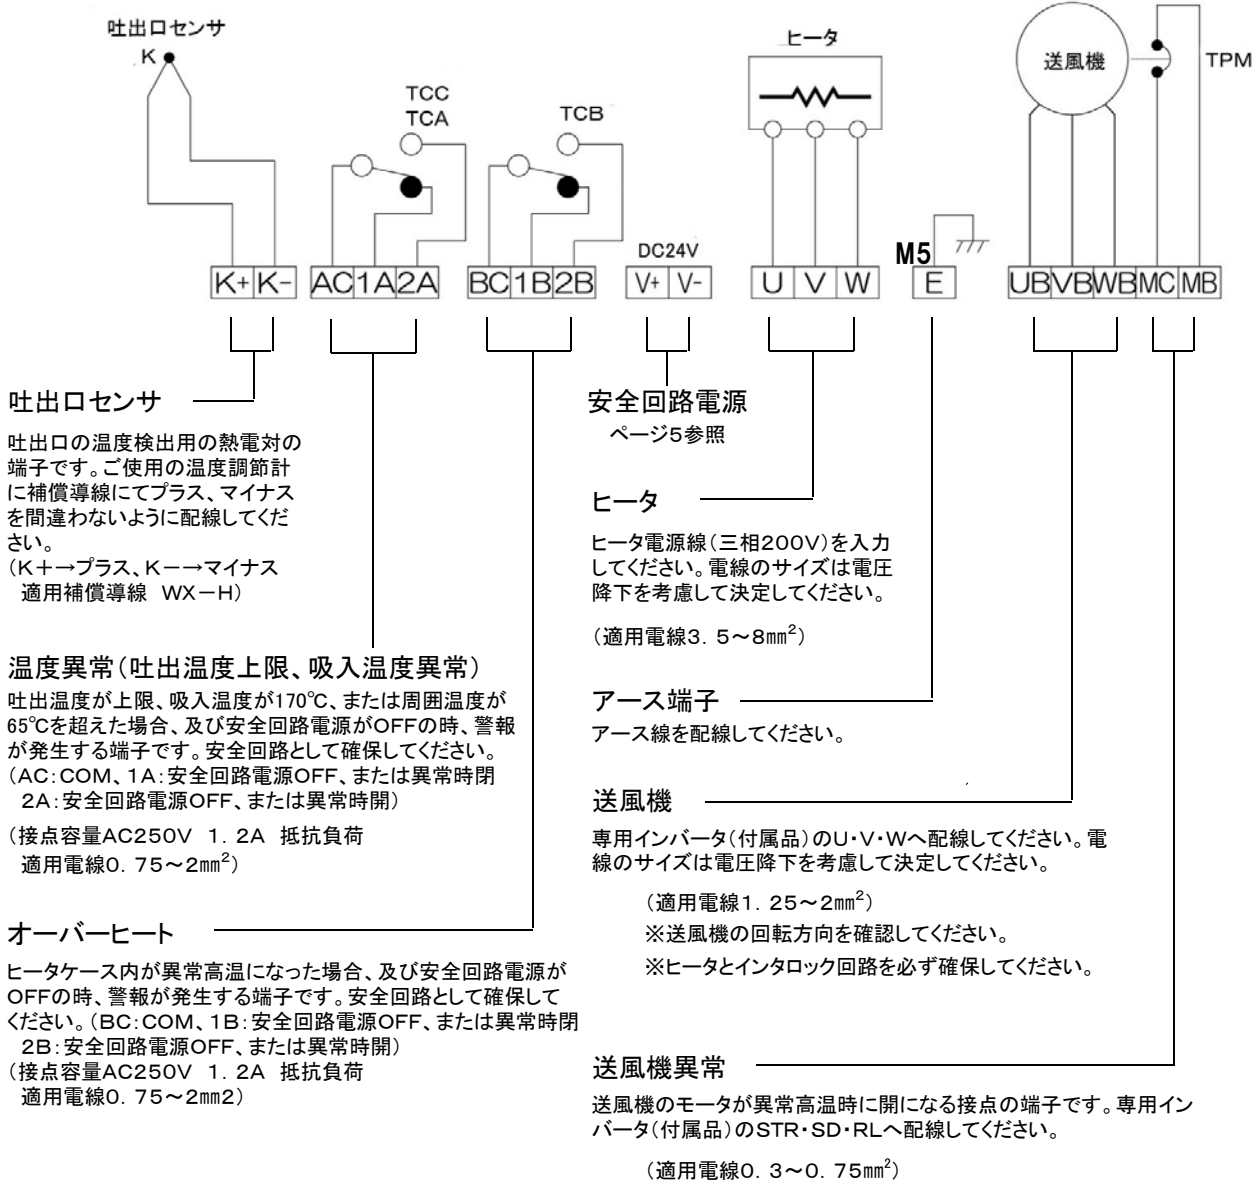 吐出口センサ
K
TCC
TCA
TCB
ヒータ
送風機
TPM
DC24V
M5
K+ K-
AC 1A 2A
BC 1B 2B
V+ V-
U V W
E
UB VB WB MC MB
吐出口センサ
吐出口の温度検出用の熱電対の
端子です。ご使用の温度調節計
に補償導線にてプラス、マイナス
を間違わないように配線してくだ
さい。
(K+→プラス、K-→マイナス
適用補償導線 WX-H)
温度異常(吐出温度上限、吸入温度異常)
吐出温度が上限、吸入温度が170℃、または周囲温度が
65℃を超えた場合、及び安全回路電源がOFFの時、警報
が発生する端子です。安全回路として確保してください。
(AC:COM、1A:安全回路電源OFF、または異常時閉
2A:安全回路電源OFF、または異常時開)
(接点容量AC250V 1.2A 抵抗負荷
適用電線0.75~2mm²)
オーバーヒート
ヒータケース内が異常高温になった場合、及び安全回路電源が
OFFの時、警報が発生する端子です。安全回路として確保して
ください。(BC:COM、1B:安全回路電源OFF、または異常時閉
2B:安全回路電源OFF、または異常時開)
(接点容量AC250V 1.2A 抵抗負荷
適用電線0.75~2mm2)
安全回路電源
ページ5参照
ヒータ
ヒータ電源線(三相200V)を入力
してください。電線のサイズは電圧
降下を考慮して決定してください。
(適用電線3.5~8mm²)
アース端子
アース線を配線してください。
送風機
専用インバータ(付属品)のU・V・Wへ配線してください。電
線のサイズは電圧降下を考慮して決定してください。
(適用電線1.25~2mm²)
※送風機の回転方向を確認してください。
※ヒータとインタロック回路を必ず確保してください。
送風機異常
送風機のモータが異常高温時に開になる接点の端子です。専用イン
バータ(付属品)のSTR・SD・RLへ配線してください。
(適用電線0.3~0.75mm²)